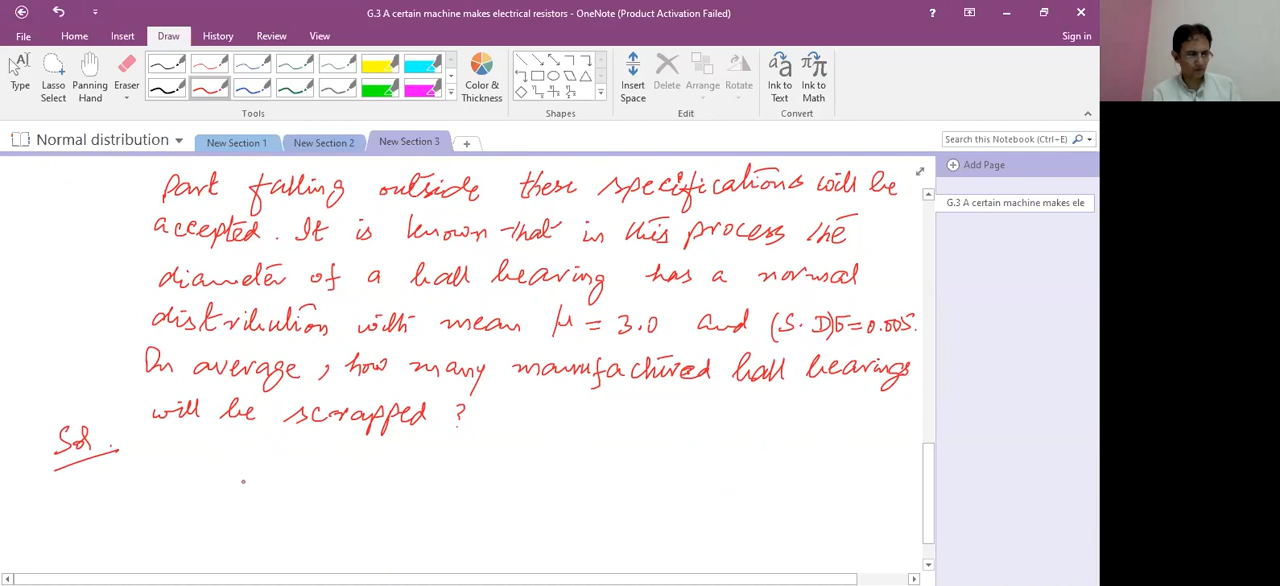 G.3 A certain machine makes electrical resistors - OneNote (Product Activation Failed)
File Home Insert Draw History Review View
Sign in
Type
Lasso Select
Panning Hand
Eraser
Color & Thickness
Insert Space
Delete
Arrange
Rotate
Ink to Text
Ink to Math
Tools
Shapes
Edit
Convert
Normal distribution
New Section 1
New Section 2
New Section 3
Search this Notebook (Ctrl+E)
Add Page
G.3 A certain machine makes ele
Part falling outside these specifications will be
accepted. It is known that in this process the
diameter of a ball bearing has a normal
distribution with mean μ = 3.0 and (S.D)σ=0.005.
On average, how many manufactured ball bearings
will be scrapped ?
Sol.